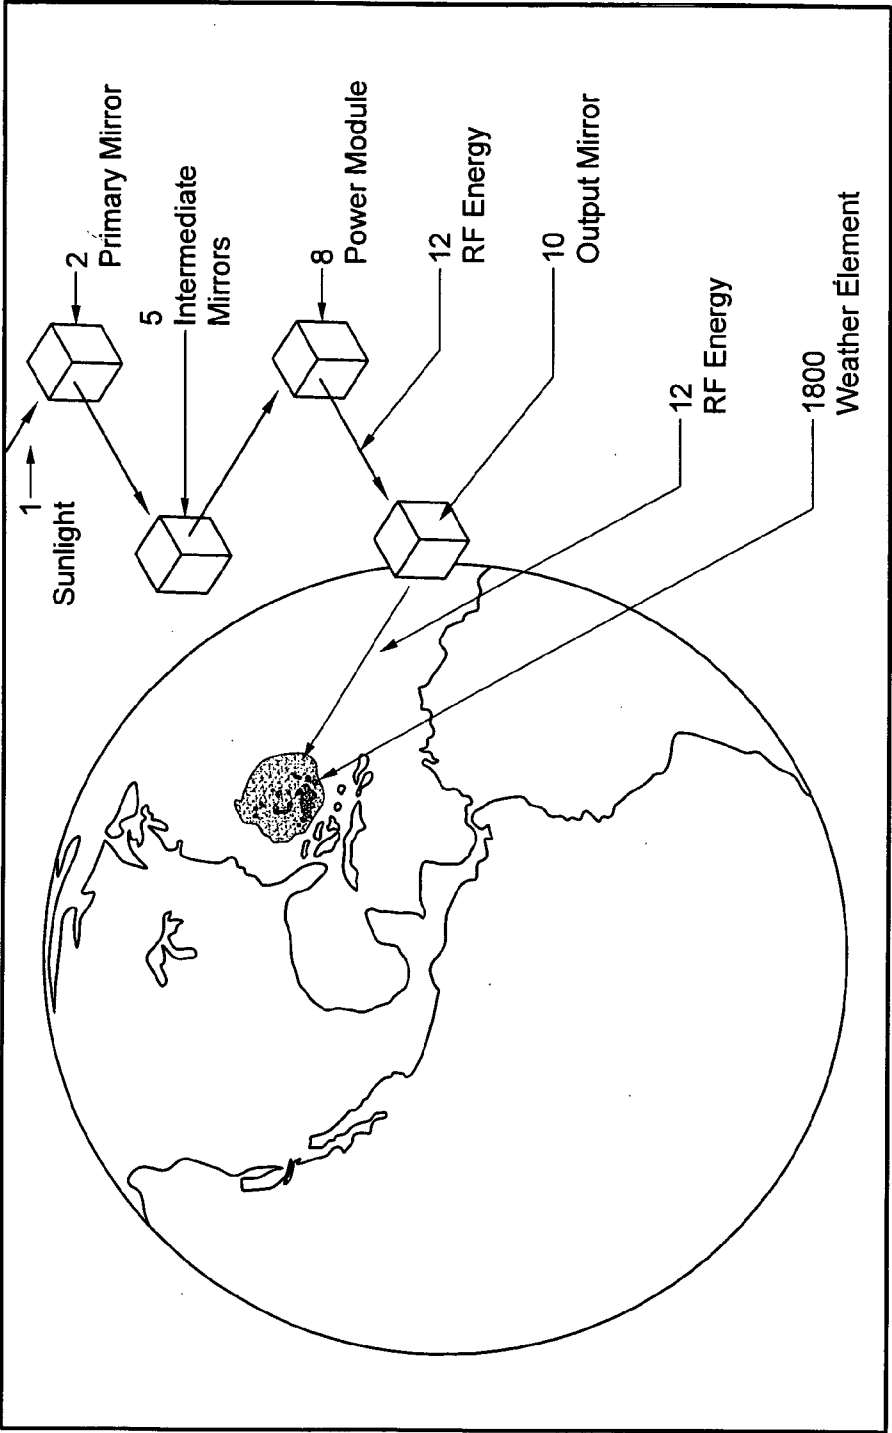 1
Sunlight
2
Primary Mirror
5
Intermediate
Mirrors
8
Power Module
12
RF Energy
10
Output Mirror
12
RF Energy
1800
Weather Element